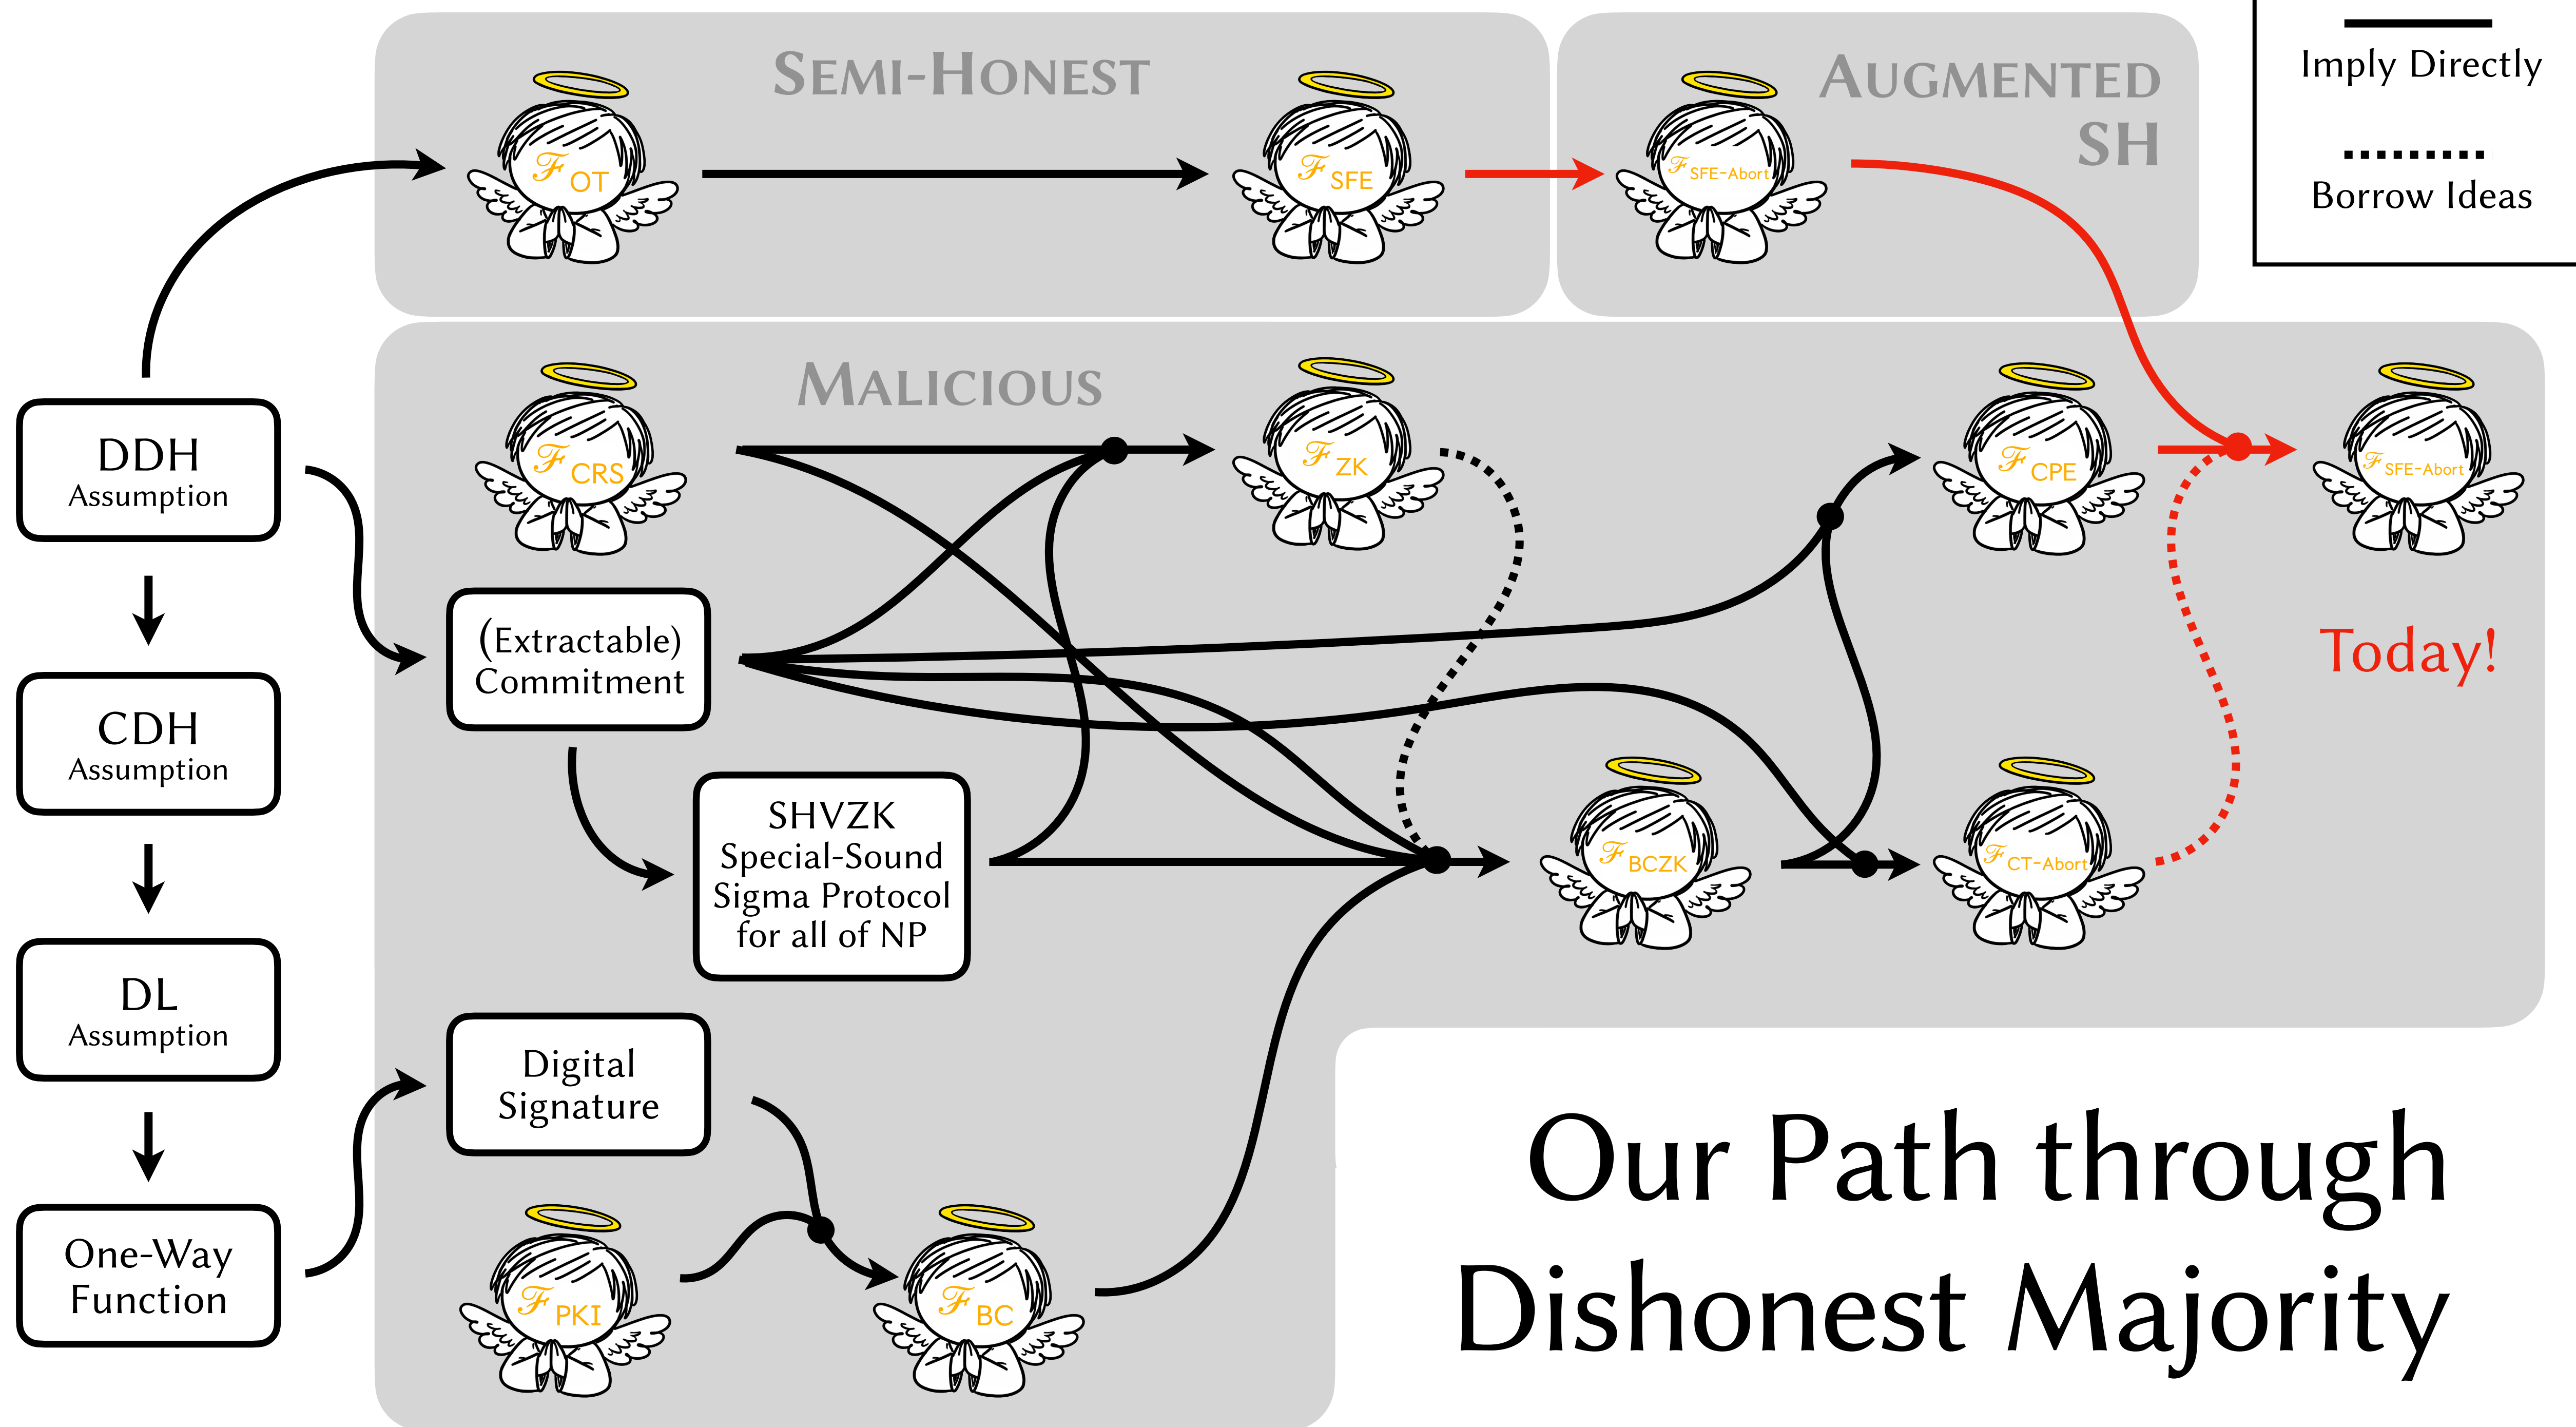 SEMI-HONEST
AUGMENTED
SH
Imply Directly
Borrow Ideas
ℱ OT
ℱ SFE
ℱ SFE-Abort
MALICIOUS
ℱ CRS
ℱ ZK
ℱ CPE
ℱ SFE-Abort
Today!
DDH
Assumption
CDH
Assumption
DL
Assumption
One-Way
Function
(Extractable)
Commitment
SHVZK
Special-Sound
Sigma Protocol
for all of NP
ℱ BCZK
ℱ CT-Abort
Digital
Signature
ℱ PKI
ℱ BC
Our Path through
Dishonest Majority